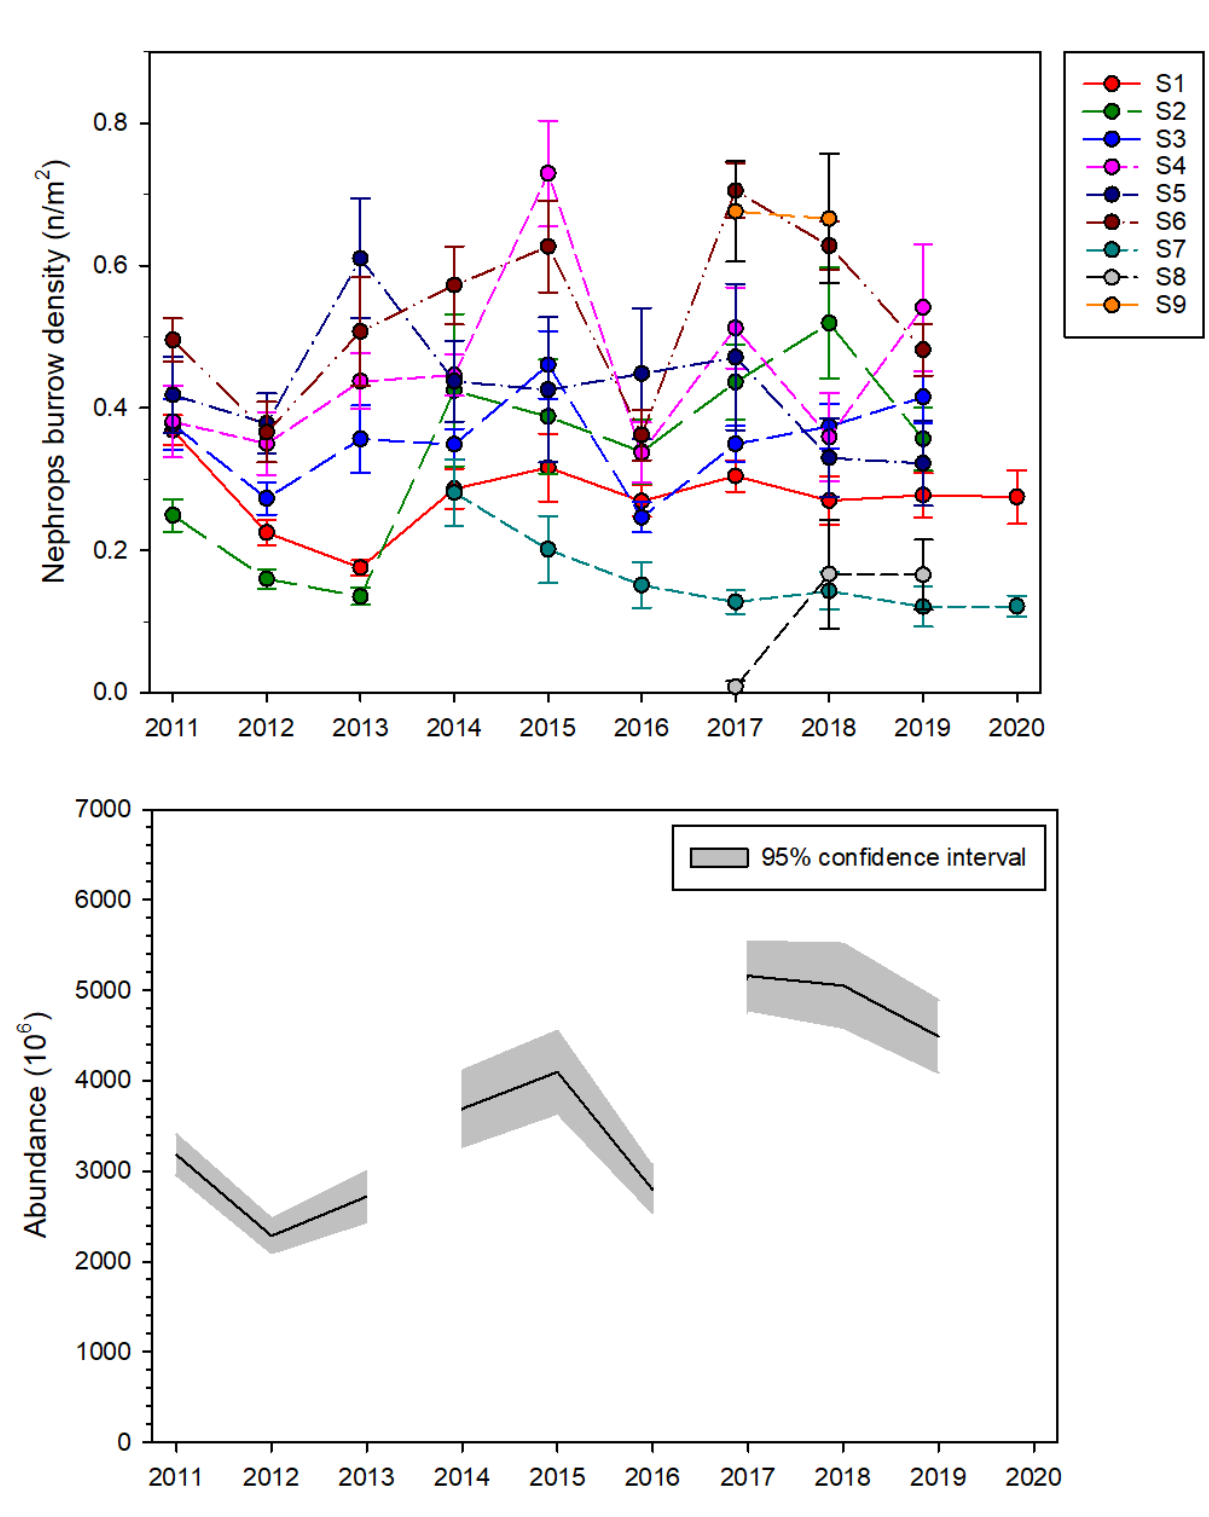 Nephrops burrow density (n/m²)
0.8
0.6
0.4
0.2
0.0
2011 2012 2013 2014 2015 2016 2017 2018 2019 2020
S1
S2
S3
S4
S5
S6
S7
S8
S9
Abundance (10⁶)
7000
6000
5000
4000
3000
2000
1000
0
95% confidence interval
2011 2012 2013 2014 2015 2016 2017 2018 2019 2020